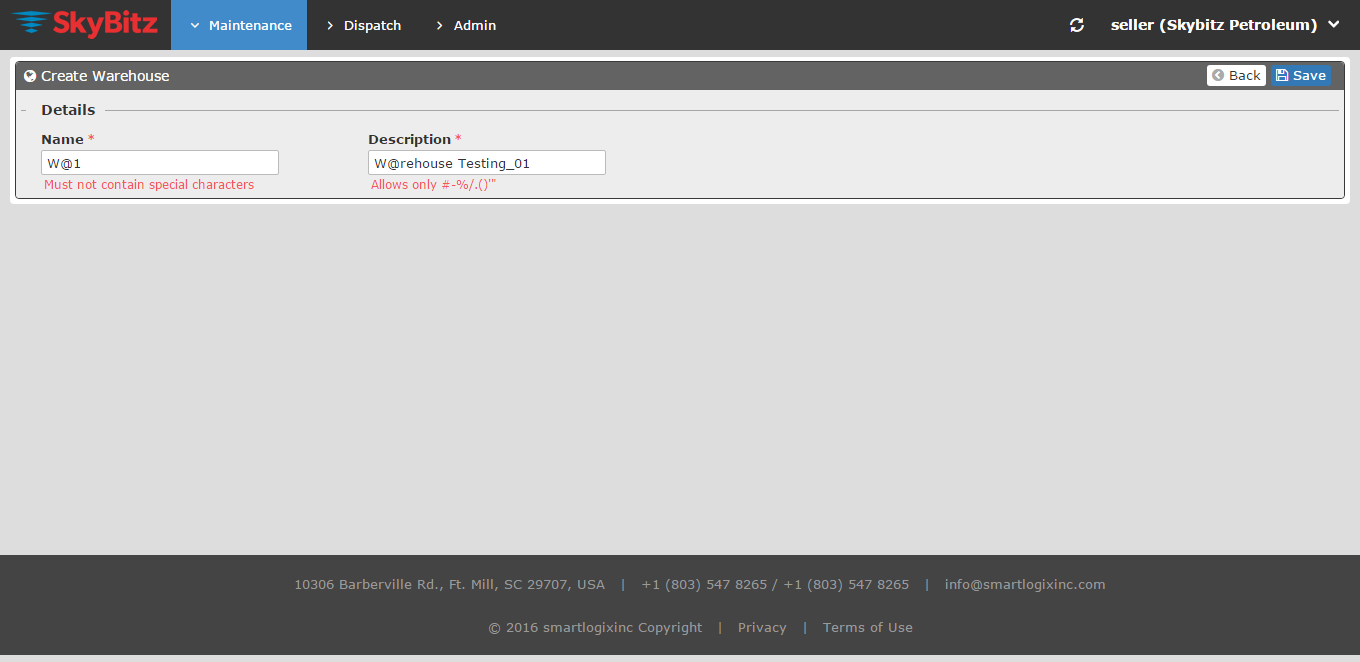 SkyBitz Maintenance Dispatch Admin seller (Skybitz Petroleum)
Create Warehouse Back Save
Details
Name * Description *
W@1 W@rehouse Testing_01
Must not contain special characters Allows only #-%/.()'"
10306 Barberville Rd., Ft. Mill, SC 29707, USA | +1 (803) 547 8265 / +1 (803) 547 8265 | info@smartlogixinc.com
© 2016 smartlogixinc Copyright | Privacy | Terms of Use